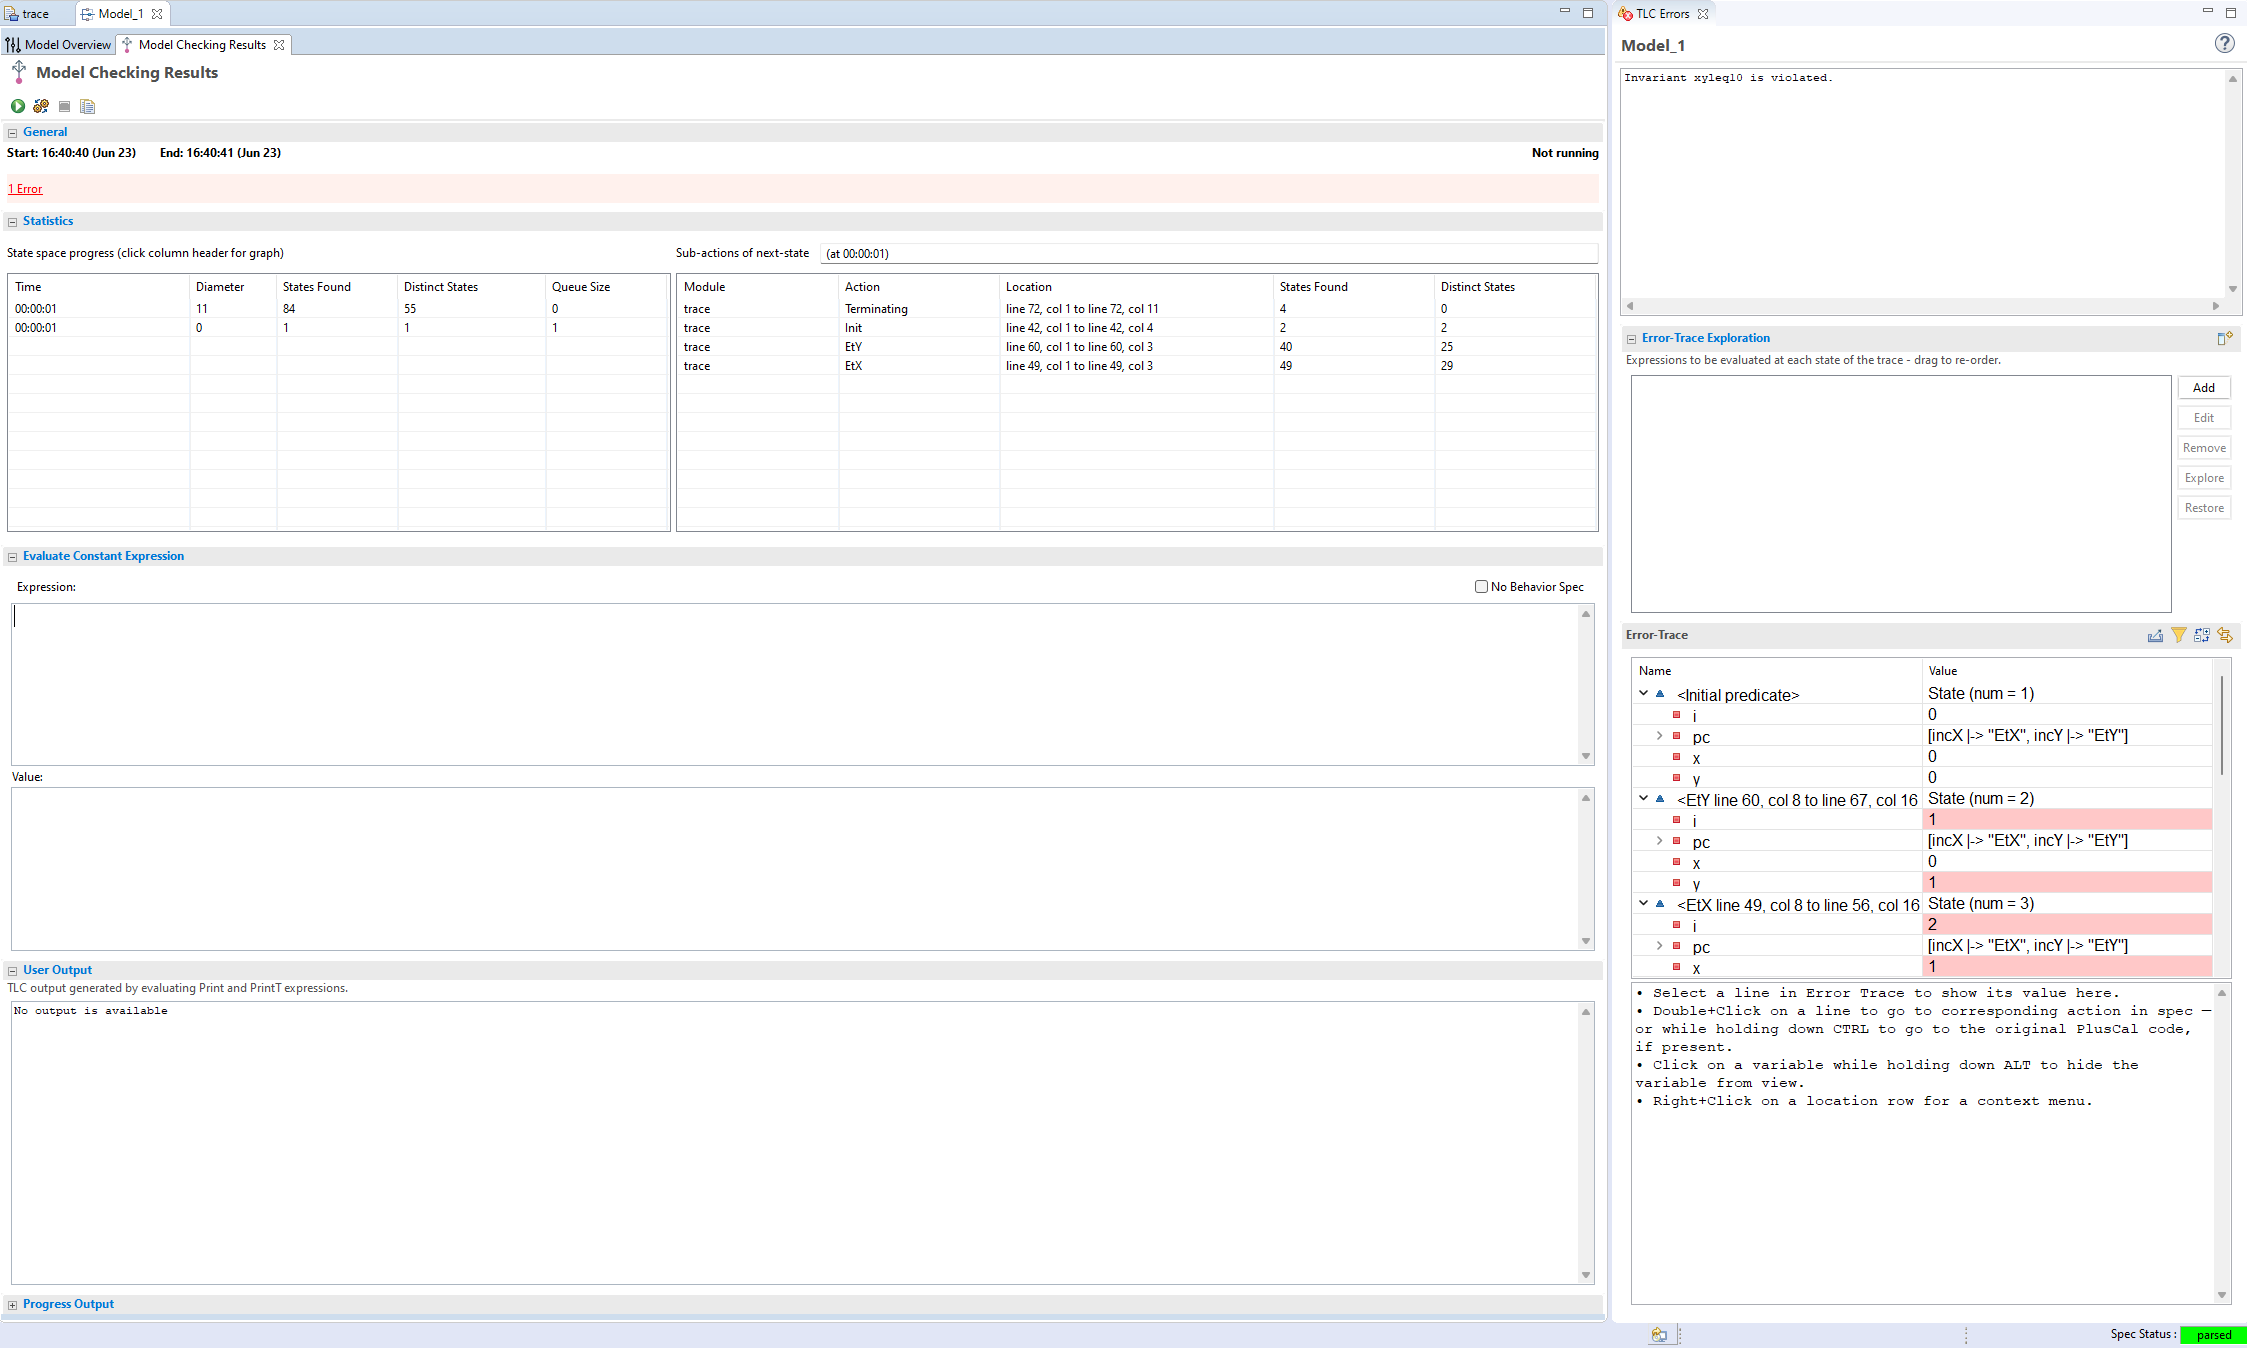 trace
Model_1
Model Overview
Model Checking Results
Model Checking Results
General
Start: 16:40:40 (Jun 23) End: 16:40:41 (Jun 23) Not running
1 Error
Statistics
State space progress (click column header for graph)
Time Diameter States Found Distinct States Queue Size
00:00:01 11 84 55 0
00:00:01 0 1 1 1
Sub-actions of next-state (at 00:00:01)
Module Action Location States Found Distinct States
trace Terminating line 72, col 1 to line 72, col 11 4 0
trace Init line 42, col 1 to line 42, col 4 2 2
trace EtY line 60, col 1 to line 60, col 3 40 25
trace EtX line 49, col 1 to line 49, col 3 49 29
Evaluate Constant Expression
Expression: No Behavior Spec
Value:
User Output
TLC output generated by evaluating Print and PrintT expressions.
No output is available
Progress Output
TLC Errors
Model_1
Invariant xyleq10 is violated.
Error-Trace Exploration
Expressions to be evaluated at each state of the trace - drag to re-order.
Add
Edit
Remove
Explore
Restore
Error-Trace
Name Value
<Initial predicate> State (num = 1)
i 0
pc [incX |-> "EtX", incY |-> "EtY"]
x 0
y 0
<EtY line 60, col 8 to line 67, col 16 State (num = 2)
i 1
pc [incX |-> "EtX", incY |-> "EtY"]
x 0
y 1
<EtX line 49, col 8 to line 56, col 16 State (num = 3)
i 2
pc [incX |-> "EtX", incY |-> "EtY"]
x 1
• Select a line in Error Trace to show its value here.
• Double+Click on a line to go to corresponding action in spec —
or while holding down CTRL to go to the original PlusCal code,
if present.
• Click on a variable while holding down ALT to hide the
variable from view.
• Right+Click on a location row for a context menu.
Spec Status : parsed